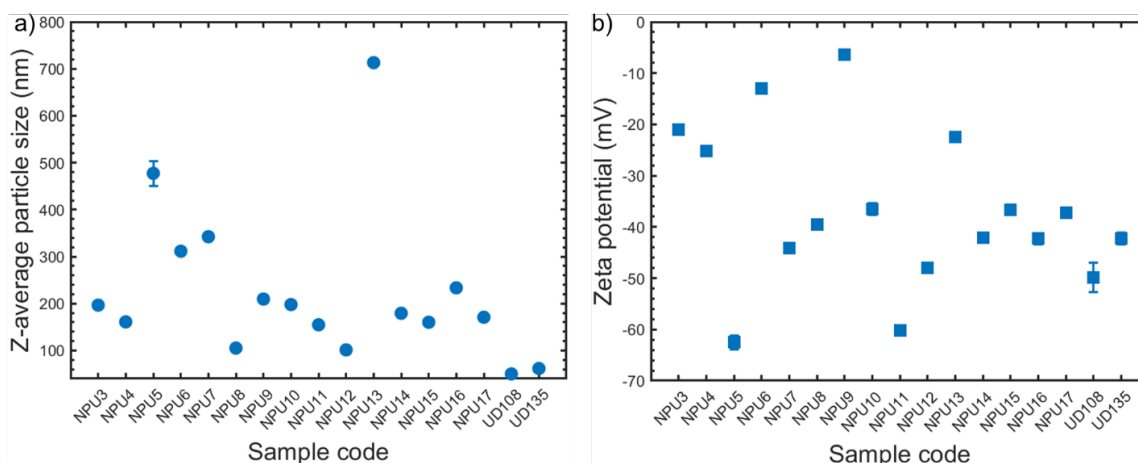 a)
Z-average particle size (nm)
800
700
600
500
400
300
200
100
NPU3
NPU4
NPU5
NPU6
NPU7
NPU8
NPU9
NPU10
NPU11
NPU12
NPU13
NPU14
NPU15
NPU16
NPU17
UD108
UD135
Sample code
b)
Zeta potential (mV)
0
-10
-20
-30
-40
-50
-60
-70
NPU3
NPU4
NPU5
NPU6
NPU7
NPU8
NPU9
NPU10
NPU11
NPU12
NPU13
NPU14
NPU15
NPU16
NPU17
UD108
UD135
Sample code